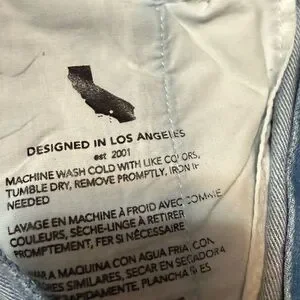 DESIGNED IN LOS ANGELES
est 2001
MACHINE WASH COLD WITH LIKE COLORS,
TUMBLE DRY, REMOVE PROMPTLY, IRON IF
NEEDED
LAVAGE EN MACHINE À FROID AVEC COMME
COULEURS, SÈCHE-LINGE À RETIRER
PROMPTEMENT, FER SI NÉCESSAIRE
A MAQUINA CON AGUA FRIA, CON
SIMILARES, SECAR EN SECADORA
PLANCHA